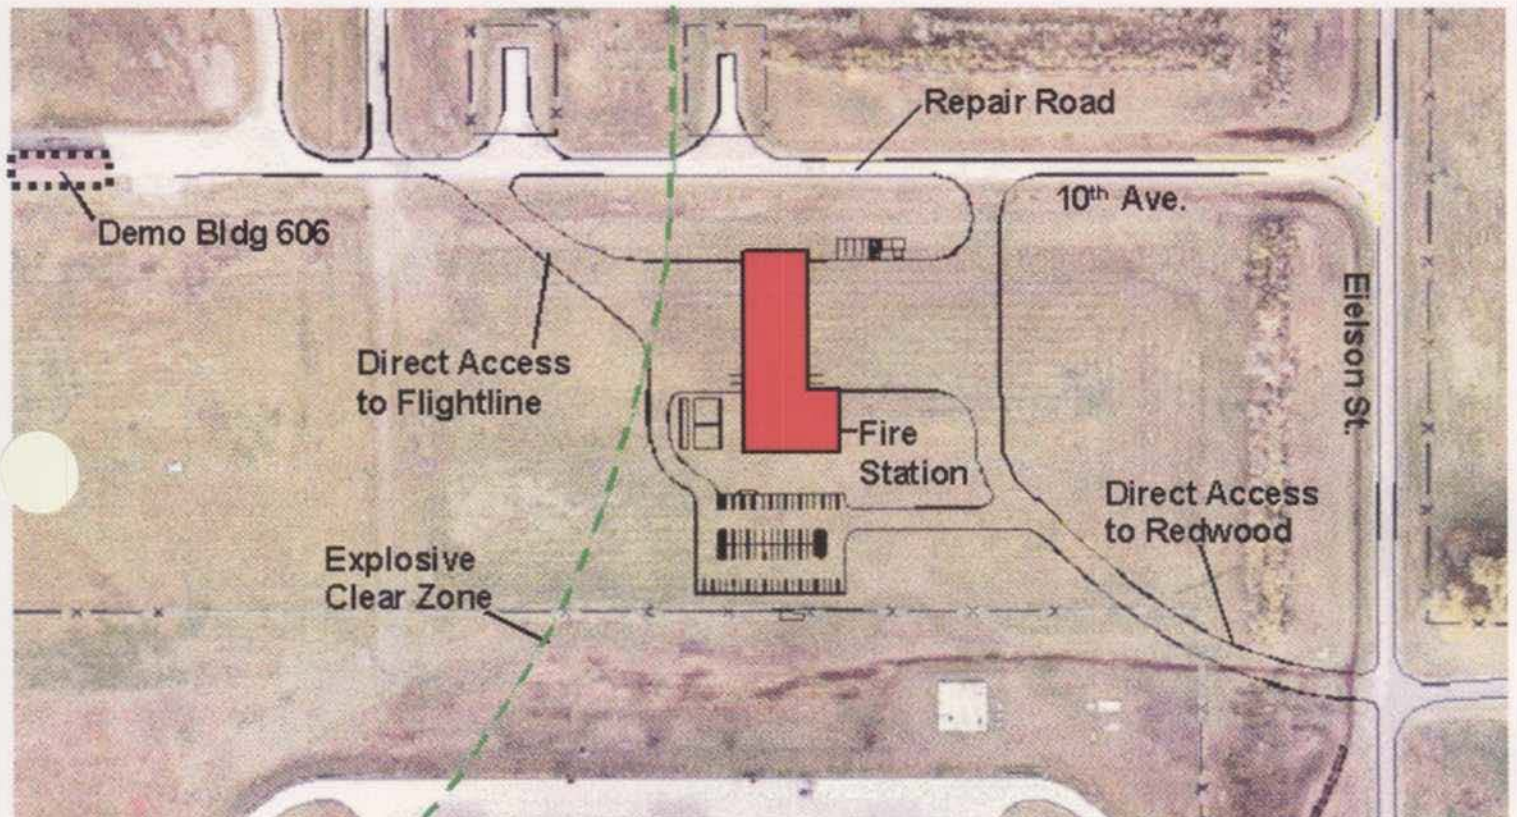 Repair Road
10th Ave.
Demo Bldg 606
Eielson St.
Direct Access
to Flightline
Fire
Station
Direct Access
to Redwood
Explosive
Clear Zone